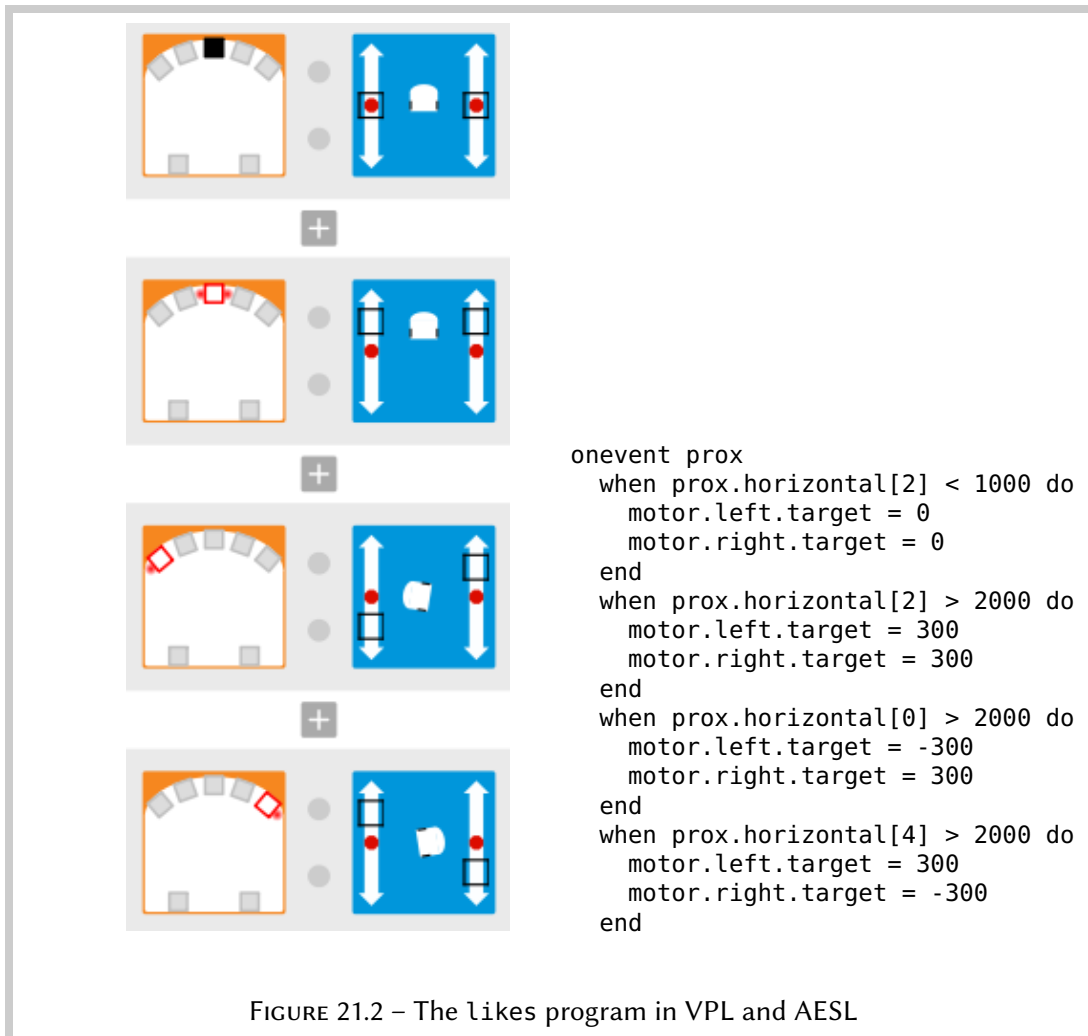 onevent prox
when prox.horizontal[2] < 1000 do
motor.left.target = 0
motor.right.target = 0
end
when prox.horizontal[2] > 2000 do
motor.left.target = 300
motor.right.target = 300
end
when prox.horizontal[0] > 2000 do
motor.left.target = -300
motor.right.target = 300
end
when prox.horizontal[4] > 2000 do
motor.left.target = 300
motor.right.target = -300
end
FIGURE 21.2 – The likes program in VPL and AESL